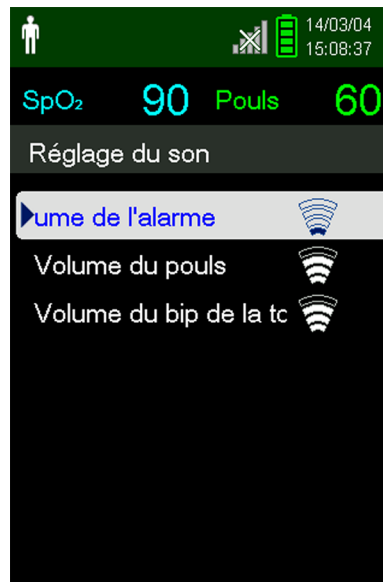 14/03/04
15:08:37
SpO₂ 90 Pouls 60
Réglage du son
ume de l'alarme
Volume du pouls
Volume du bip de la tc